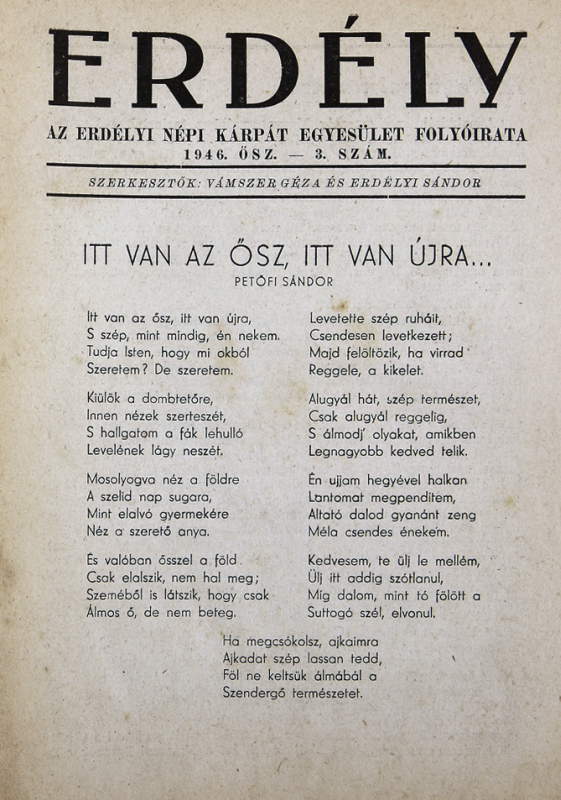 ERDÉLY
AZ ERDÉLYI NÉPI KÁRPÁT EGYESÜLET FOLYÓIRATA
1946. ŐSZ. — 3. SZÁM.
SZERKESZTŐK: VÁMSZER GÉZA ÉS ERDÉLYI SÁNDOR
ITT VAN AZ ŐSZ, ITT VAN ÚJRA...
PETŐFI SÁNDOR
Itt van az ősz, itt van újra,
S szép, mint mindig, én nekem.
Tudja Isten, hogy mi okból
Szeretem? De szeretem.
Kiülök a dombtetőre,
Innen nézek szerteszét,
S hallgatom a fák lehulló
Levelének lágy neszét.
Mosolyogva néz a földre
A szelid nap sugara,
Mint elalvó gyermekére
Néz a szerető anya.
És valóban ősszel a föld
Csak elalszik, nem hal meg;
Szeméből is látszik, hogy csak
Álmos ő, de nem beteg.
Levetette szép ruháit,
Csendesen levetkezett;
Majd felöltözik, ha virrad
Reggele, a kikelet.
Alugyál hát, szép természet,
Csak alugyál reggelig,
S álmodj' olyakat, amikben
Legnagyobb kedved telik.
Én ujjam hegyével halkan
Lantomat megpendítem,
Altató dalod gyanánt zeng
Méla csendes énekem.
Kedvesem, te ülj le mellém,
Ülj itt addig szótlanul,
Míg dalom, mint tó fölött a
Suttogó szél, elvonul.
Ha megcsókolsz, ajkaimra
Ajkadat szép lassan tedd,
Föl ne keltsük álmábál a
Szendergő természetet.